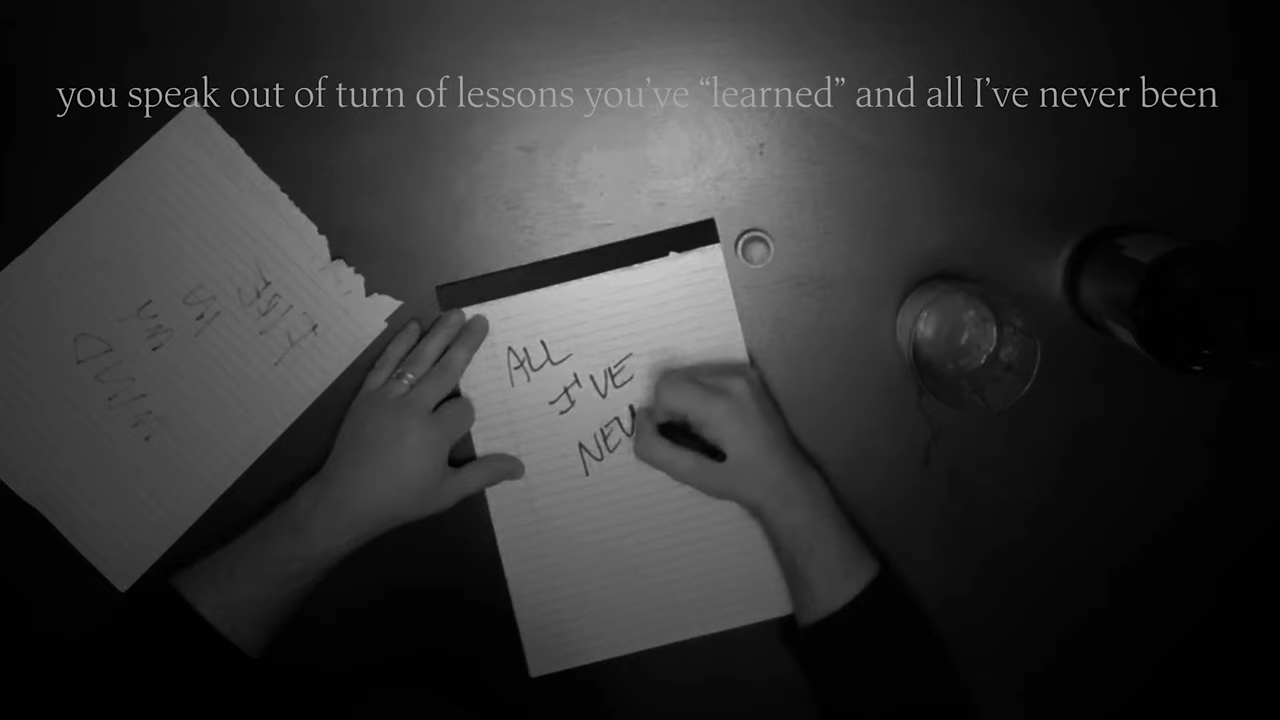 you speak out of turn of lessons you’ve “learned” and all I’ve never been
ALL
I'VE
NEV